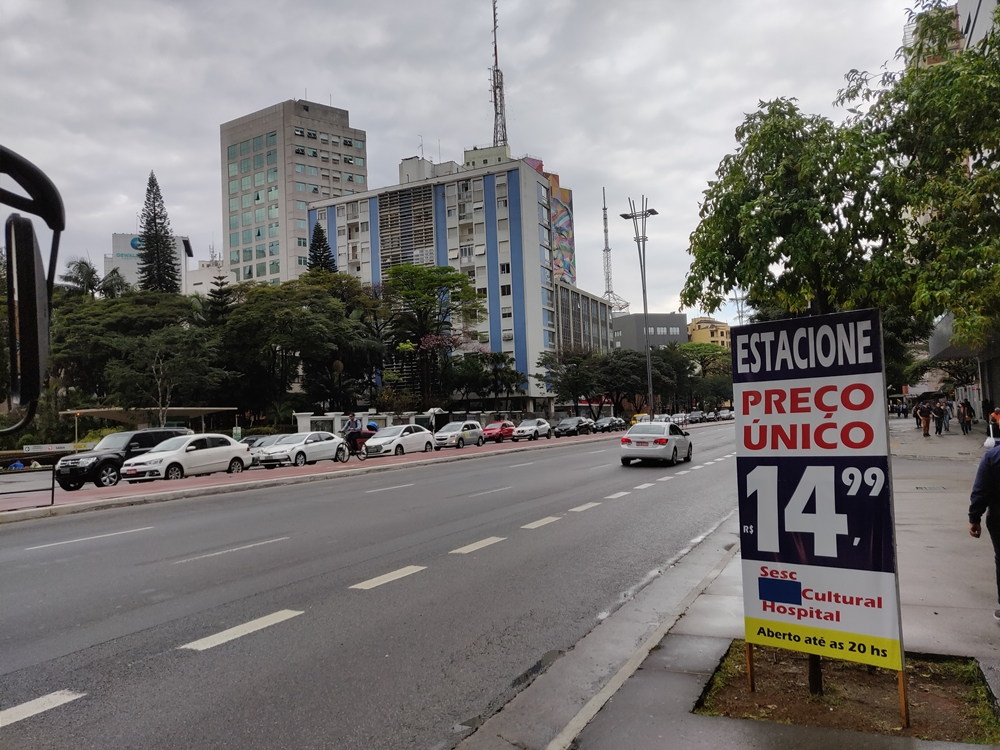 ESTACIONE
PREÇO
ÚNICO
R$ 14,99
Sesc
Cultural
Hospital
Aberto até as 20 hs